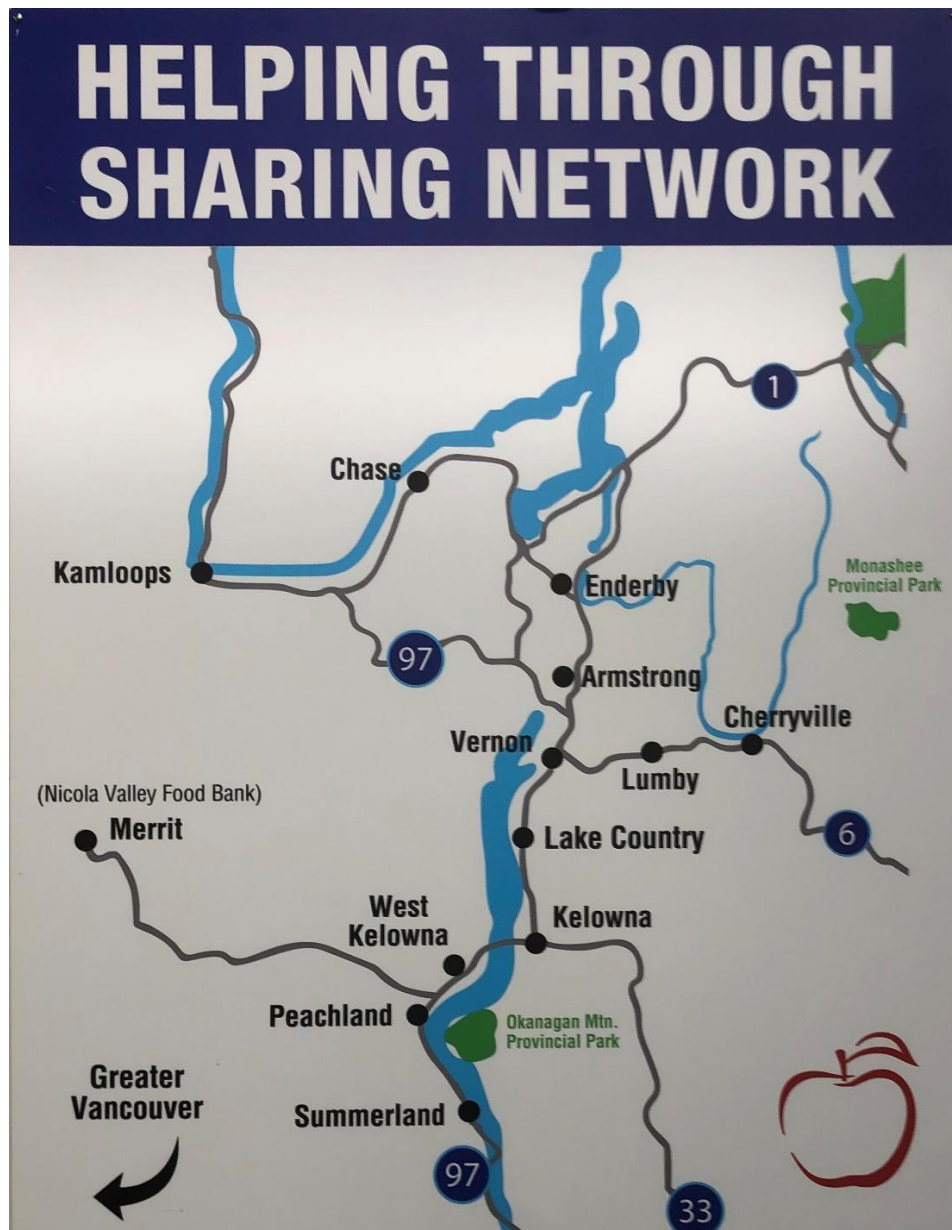 HELPING THROUGH
SHARING NETWORK
1
Chase
Kamloops
Enderby
Monashee
Provincial Park
97
Armstrong
Cherryville
Vernon
Lumby
(Nicola Valley Food Bank)
Merrit
Lake Country
6
West
Kelowna
Kelowna
Peachland
Okanagan Mtn.
Provincial Park
Greater
Vancouver
Summerland
97
33